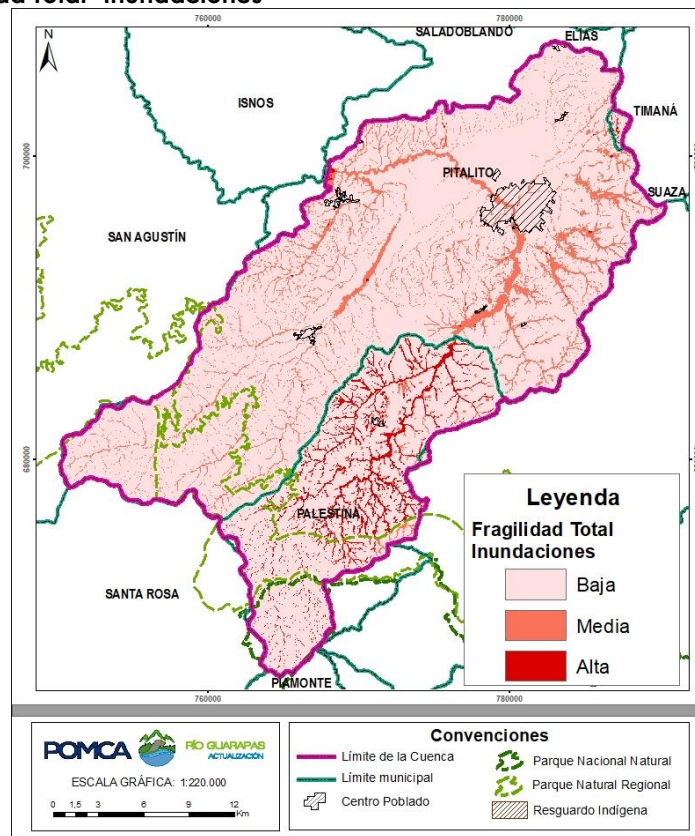 760000
780000
N
SALADOBLANDO
ELÍAS
ISNOS
TIMANÁ
700000
PITALITO
SUAZA
SAN AGUSTÍN
680000
680000
PALESTINA
SANTA ROSA
PIAMONTE
Leyenda
Fragilidad Total
Inundaciones
Baja
Media
Alta
760000
780000
POMCA
RÍO GUARAPAS
ACTUALIZACIÓN
ESCALA GRÁFICA: 1:220.000
0 1,5 3 6 9 12
Km
Convenciones
Límite de la Cuenca
Límite municipal
Centro Poblado
Parque Nacional Natural
Parque Natural Regional
Resguardo Indígena